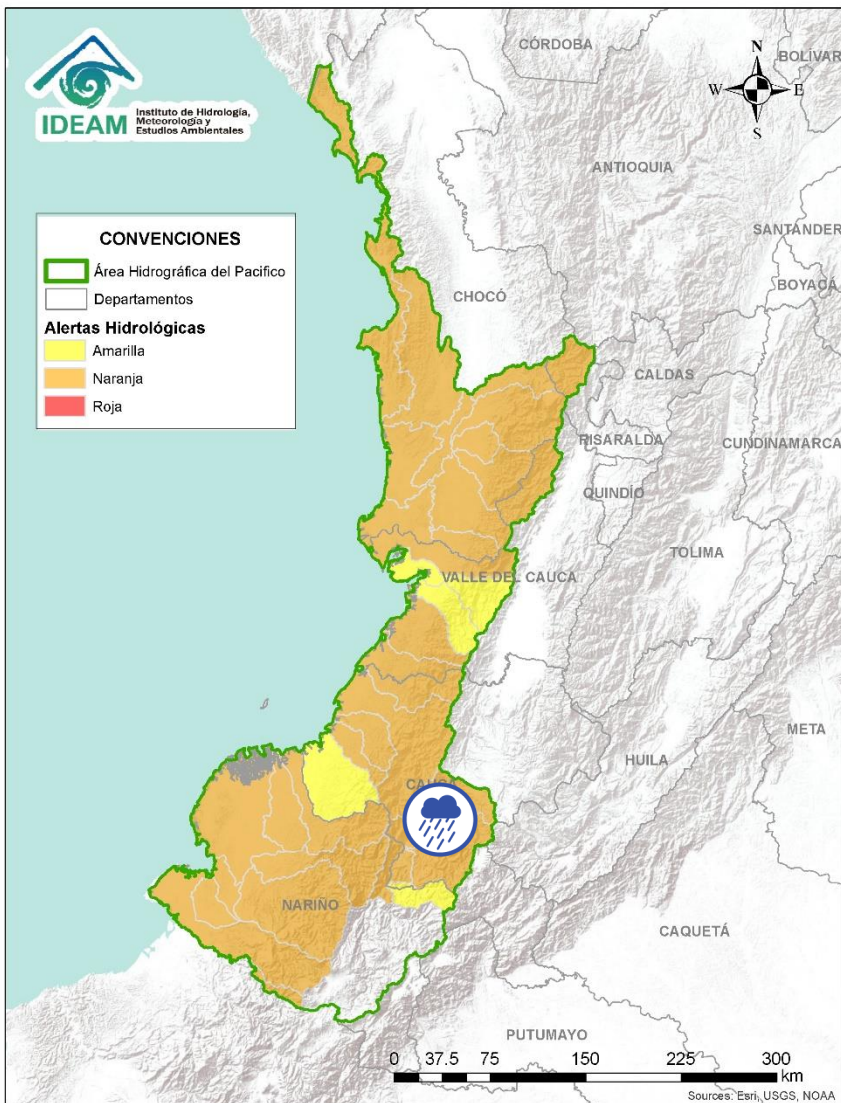 IDEAM
Instituto de Hidrología,
Meteorología y
Estudios Ambientales
N
W
E
S
CÓRDOBA
BOLÍVAR
ANTIOQUIA
SANTANDER
BOYACÁ
CONVENCIONES
Área Hidrográfica del Pacifico
Departamentos
Alertas Hidrológicas
Amarilla
Naranja
Roja
CHOCÓ
CALDAS
RISARALDA
CUNDINAMARCA
QUINDÍO
TOLIMA
VALLE DEL CAUCA
META
HUILA
CAUCA
NARIÑO
CAQUETÁ
PUTUMAYO
0 37.5 75 150 225 300
km
Sources: Esri, USGS, NOAA